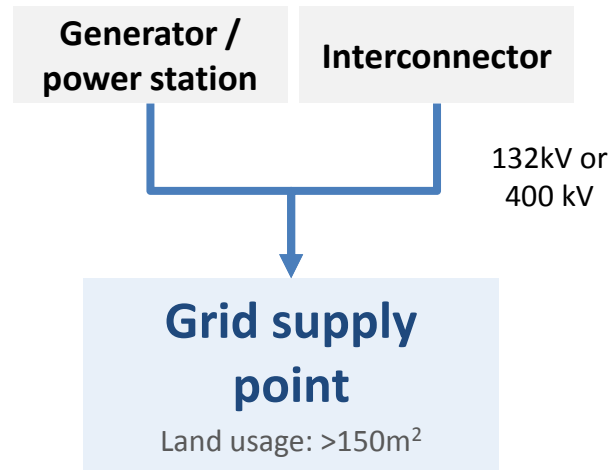 Generator /
power station
Interconnector
132kV or
400 kV
Grid supply
point
Land usage: >150m²